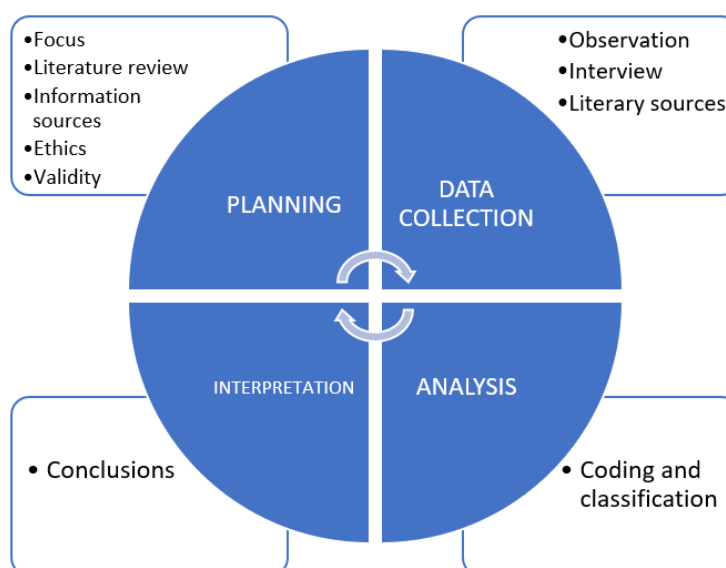 •Focus
•Literature review
•Information
sources
•Ethics
•Validity
•Observation
•Interview
•Literary sources
PLANNING
DATA
COLLECTION
INTERPRETATION
ANALYSIS
• Conclusions
• Coding and
classification